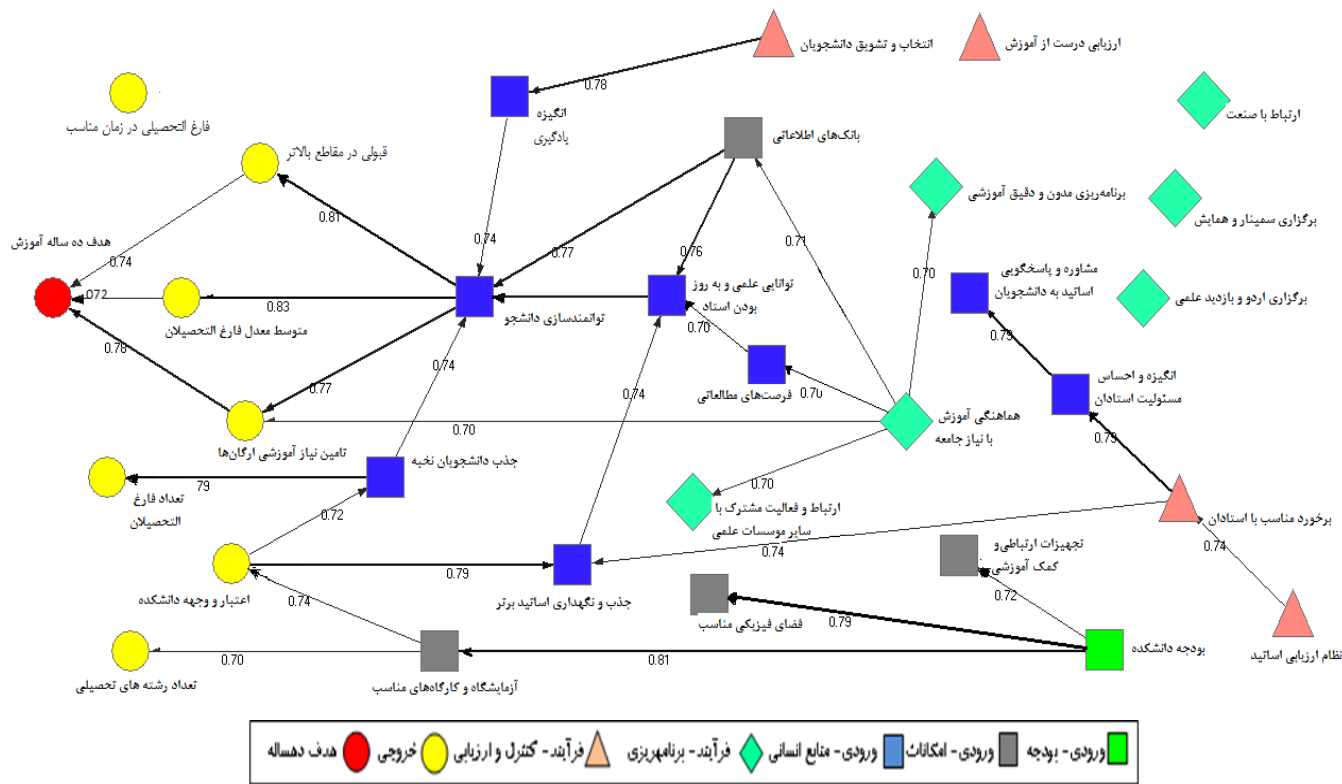 انتخاب و تشویق دانشجویان
ارزیابی درست از آموزش
0.78
انگیزه
یادگیری
فارغ التحصیلی در زمان مناسب
ارتباط با صنعت
بانک‌های اطلاعاتی
قبولی در مقاطع بالاتر
برنامه‌ریزی مدون و دقیق آموزشی
برگزاری سمینار و همایش
0.81
0.74
0.77
0.76
0.71
0.70
هدف ده ساله آموزش
0.74
مشاوره و پاسخگویی
اساتید به دانشجویان
توانایی علمی و به روز
بودن استاد
برگزاری اردو و بازدید علمی
072
0.83
متوسط معدل فارغ التحصیلان
توانمندسازی دانشجو
0.70
0.79
0.78
0.77
0.74
0.74
فرصت‌های مطالعاتی
0.70
انگیزه و احساس
مسئولیت استادان
هماهنگی آموزش
با نیاز جامعه
0.70
0.79
تامین نیاز آموزشی ارگان‌ها
جذب دانشجویان نخبه
79
تعداد فارغ
التحصیلان
0.70
ارتباط و فعالیت مشترک با
سایر موسسات علمی
برخورد مناسب با استادان
0.72
0.74
0.74
تجهیزات ارتباطی و
کمک آموزشی
0.79
اعتبار و وجهه دانشکده
جذب و نگهداری اساتید برتر
0.74
0.72
فضای فیزیکی مناسب
0.79
بودجه دانشکده
نظام ارزیابی اساتید
0.70
0.81
تعداد رشته های تحصیلی
آزمایشگاه و کارگاه‌های مناسب
ورودی- بودجه
ورودی- امکانات
ورودی- منابع انسانی
فرآیند- برنامهریزی
فرآیند- کنترل و ارزیابی
خروجی
هدف دهساله